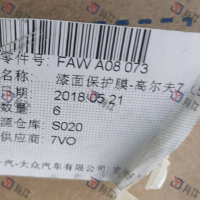 零件号: FAW A08 073
名称: 漆面保护膜-高尔夫7
日期: 2018.05.21
数量: 6
源仓库: S020
供应商: 7VO
汽-大众汽车有限公司